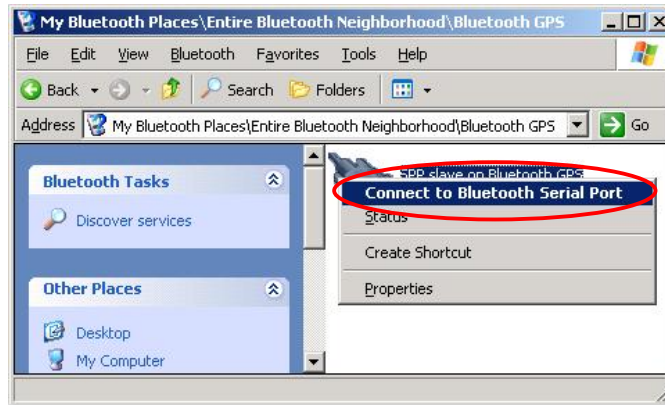 My Bluetooth Places\Entire Bluetooth Neighborhood\Bluetooth GPS
File Edit View Bluetooth Favorites Tools Help
Back Search Folders
Address My Bluetooth Places\Entire Bluetooth Neighborhood\Bluetooth GPS Go
Bluetooth Tasks
Discover services
Other Places
Desktop
My Computer
SPP slave on Bluetooth GPS
Connect to Bluetooth Serial Port
Status
Create Shortcut
Properties